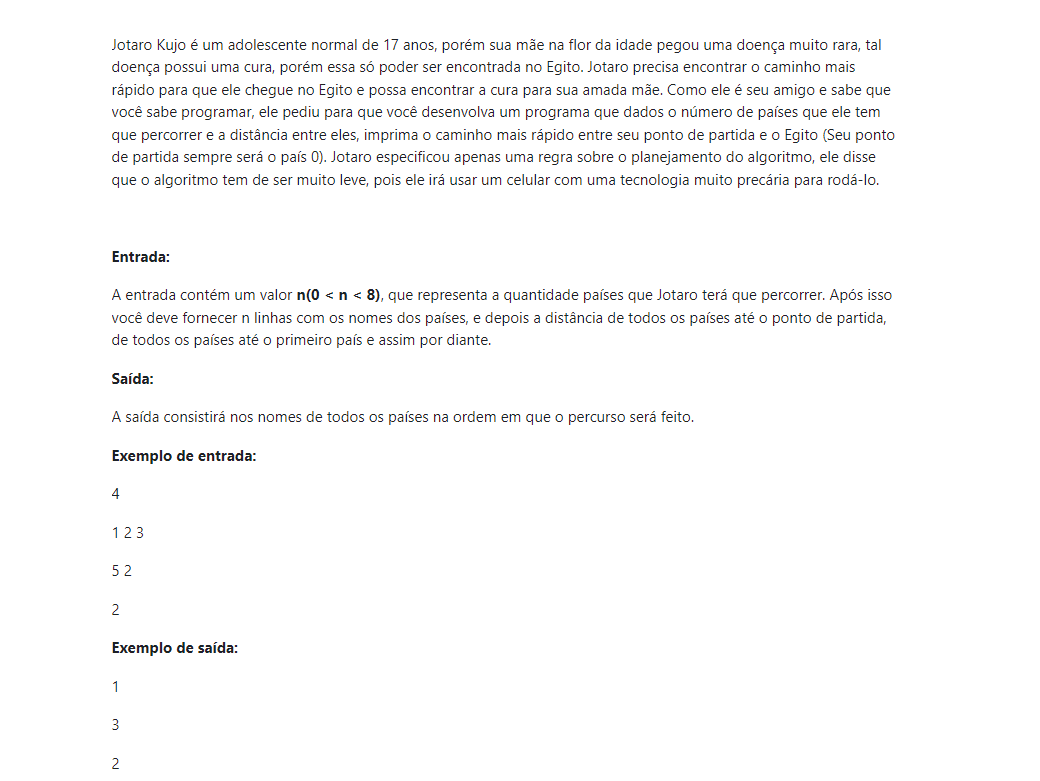 Jotaro Kujo é um adolescente normal de 17 anos, porém sua mãe na flor da idade pegou uma doença muito rara, tal
doença possui uma cura, porém essa só poder ser encontrada no Egito. Jotaro precisa encontrar o caminho mais
rápido para que ele chegue no Egito e possa encontrar a cura para sua amada mãe. Como ele é seu amigo e sabe que
você sabe programar, ele pediu para que você desenvolva um programa que dados o número de países que ele tem
que percorrer e a distância entre eles, imprima o caminho mais rápido entre seu ponto de partida e o Egito (Seu ponto
de partida sempre será o país 0). Jotaro especificou apenas uma regra sobre o planejamento do algoritmo, ele disse
que o algoritmo tem de ser muito leve, pois ele irá usar um celular com uma tecnologia muito precária para rodá-lo.
Entrada:
A entrada contém um valor n(0 < n < 8), que representa a quantidade países que Jotaro terá que percorrer. Após isso
você deve fornecer n linhas com os nomes dos países, e depois a distância de todos os países até o ponto de partida,
de todos os países até o primeiro país e assim por diante.
Saída:
A saída consistirá nos nomes de todos os países na ordem em que o percurso será feito.
Exemplo de entrada:
4
1 2 3
5 2
2
Exemplo de saída:
1
3
2